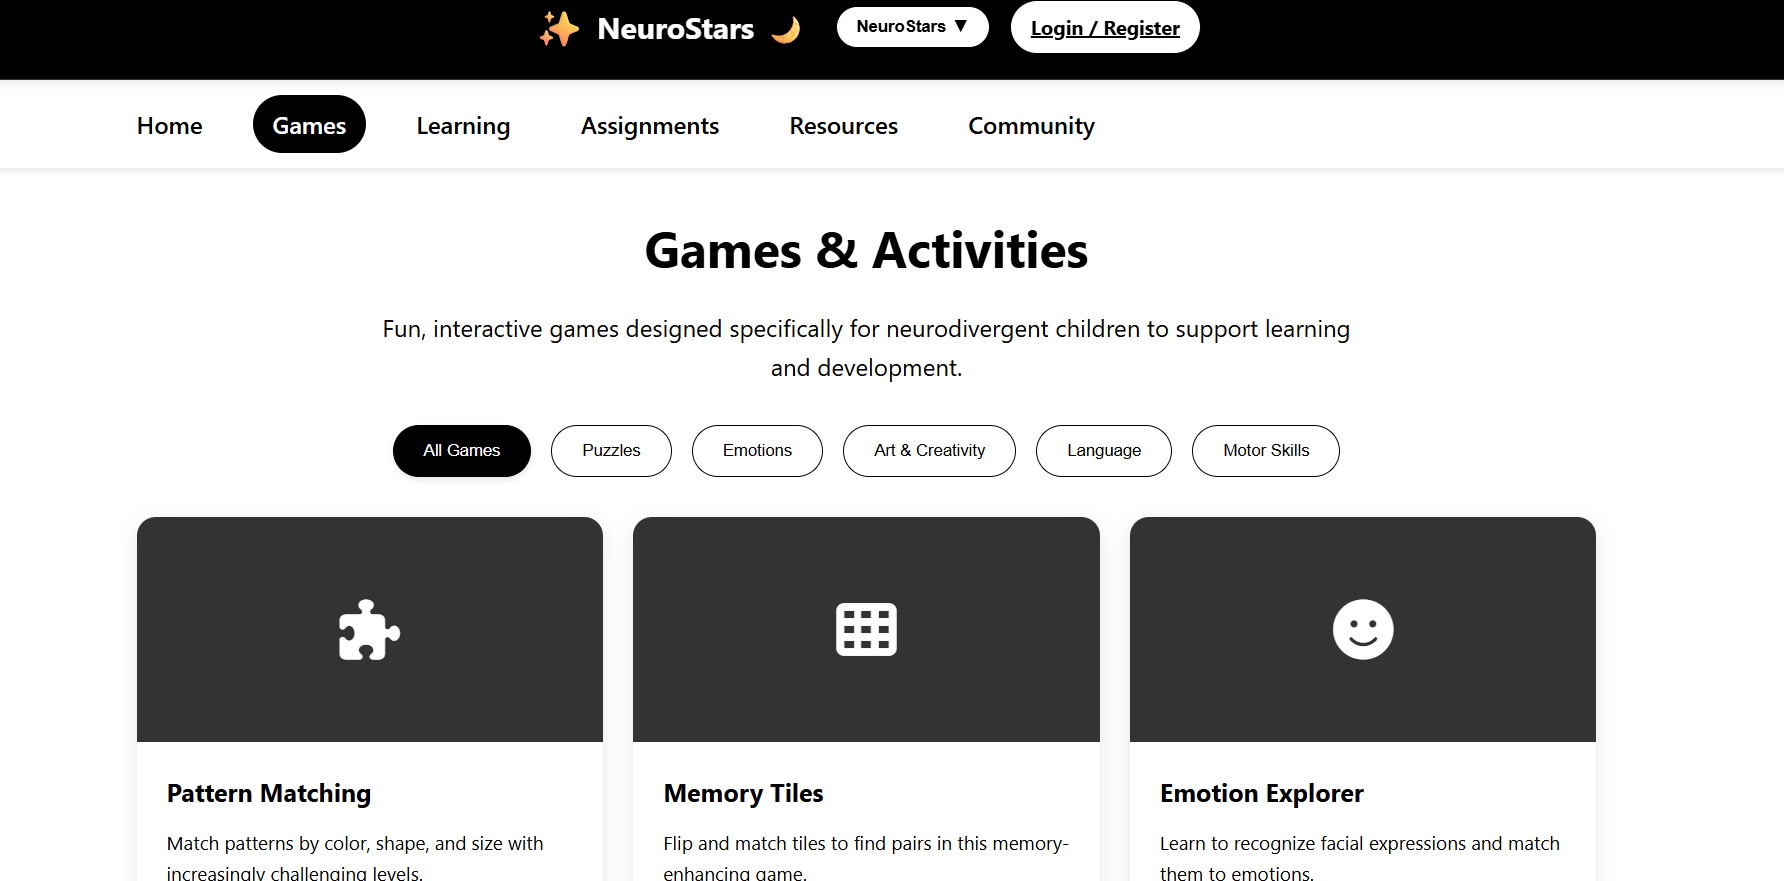 NeuroStars
NeuroStars ▼
Login / Register
Home
Games
Learning
Assignments
Resources
Community
Games & Activities
Fun, interactive games designed specifically for neurodivergent children to support learning
and development.
All Games
Puzzles
Emotions
Art & Creativity
Language
Motor Skills
Pattern Matching
Match patterns by color, shape, and size with
increasingly challenging levels.
Memory Tiles
Flip and match tiles to find pairs in this memory-
enhancing game.
Emotion Explorer
Learn to recognize facial expressions and match
them to emotions.